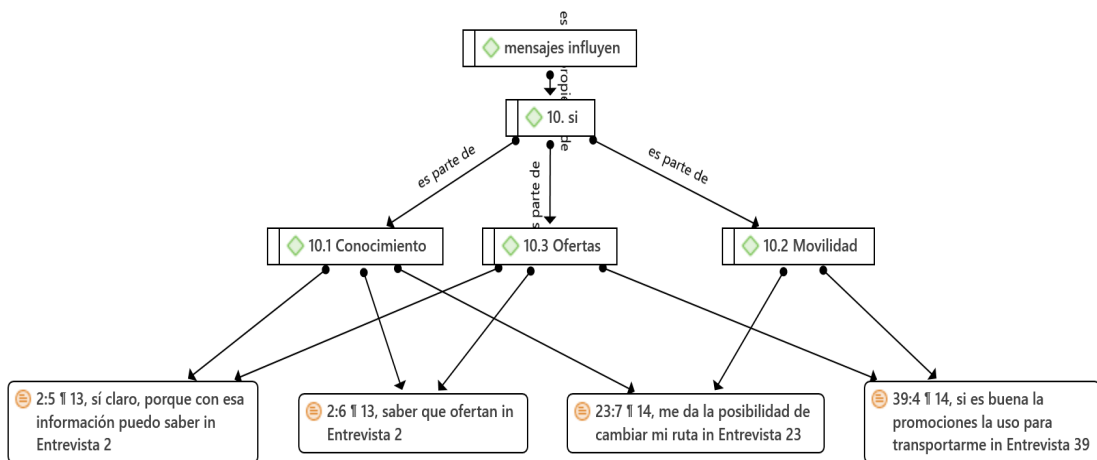 es
mensajes influyen
propie
10. si
de
es parte de
s parte de
es parte de
10.1 Conocimiento
10.3 Ofertas
10.2 Movilidad
2:5 ¶ 13, sí claro, porque con esa
información puedo saber in
Entrevista 2
2:6 ¶ 13, saber que ofertan in
Entrevista 2
23:7 ¶ 14, me da la posibilidad de
cambiar mi ruta in Entrevista 23
39:4 ¶ 14, si es buena la
promociones la uso para
transportarme in Entrevista 39